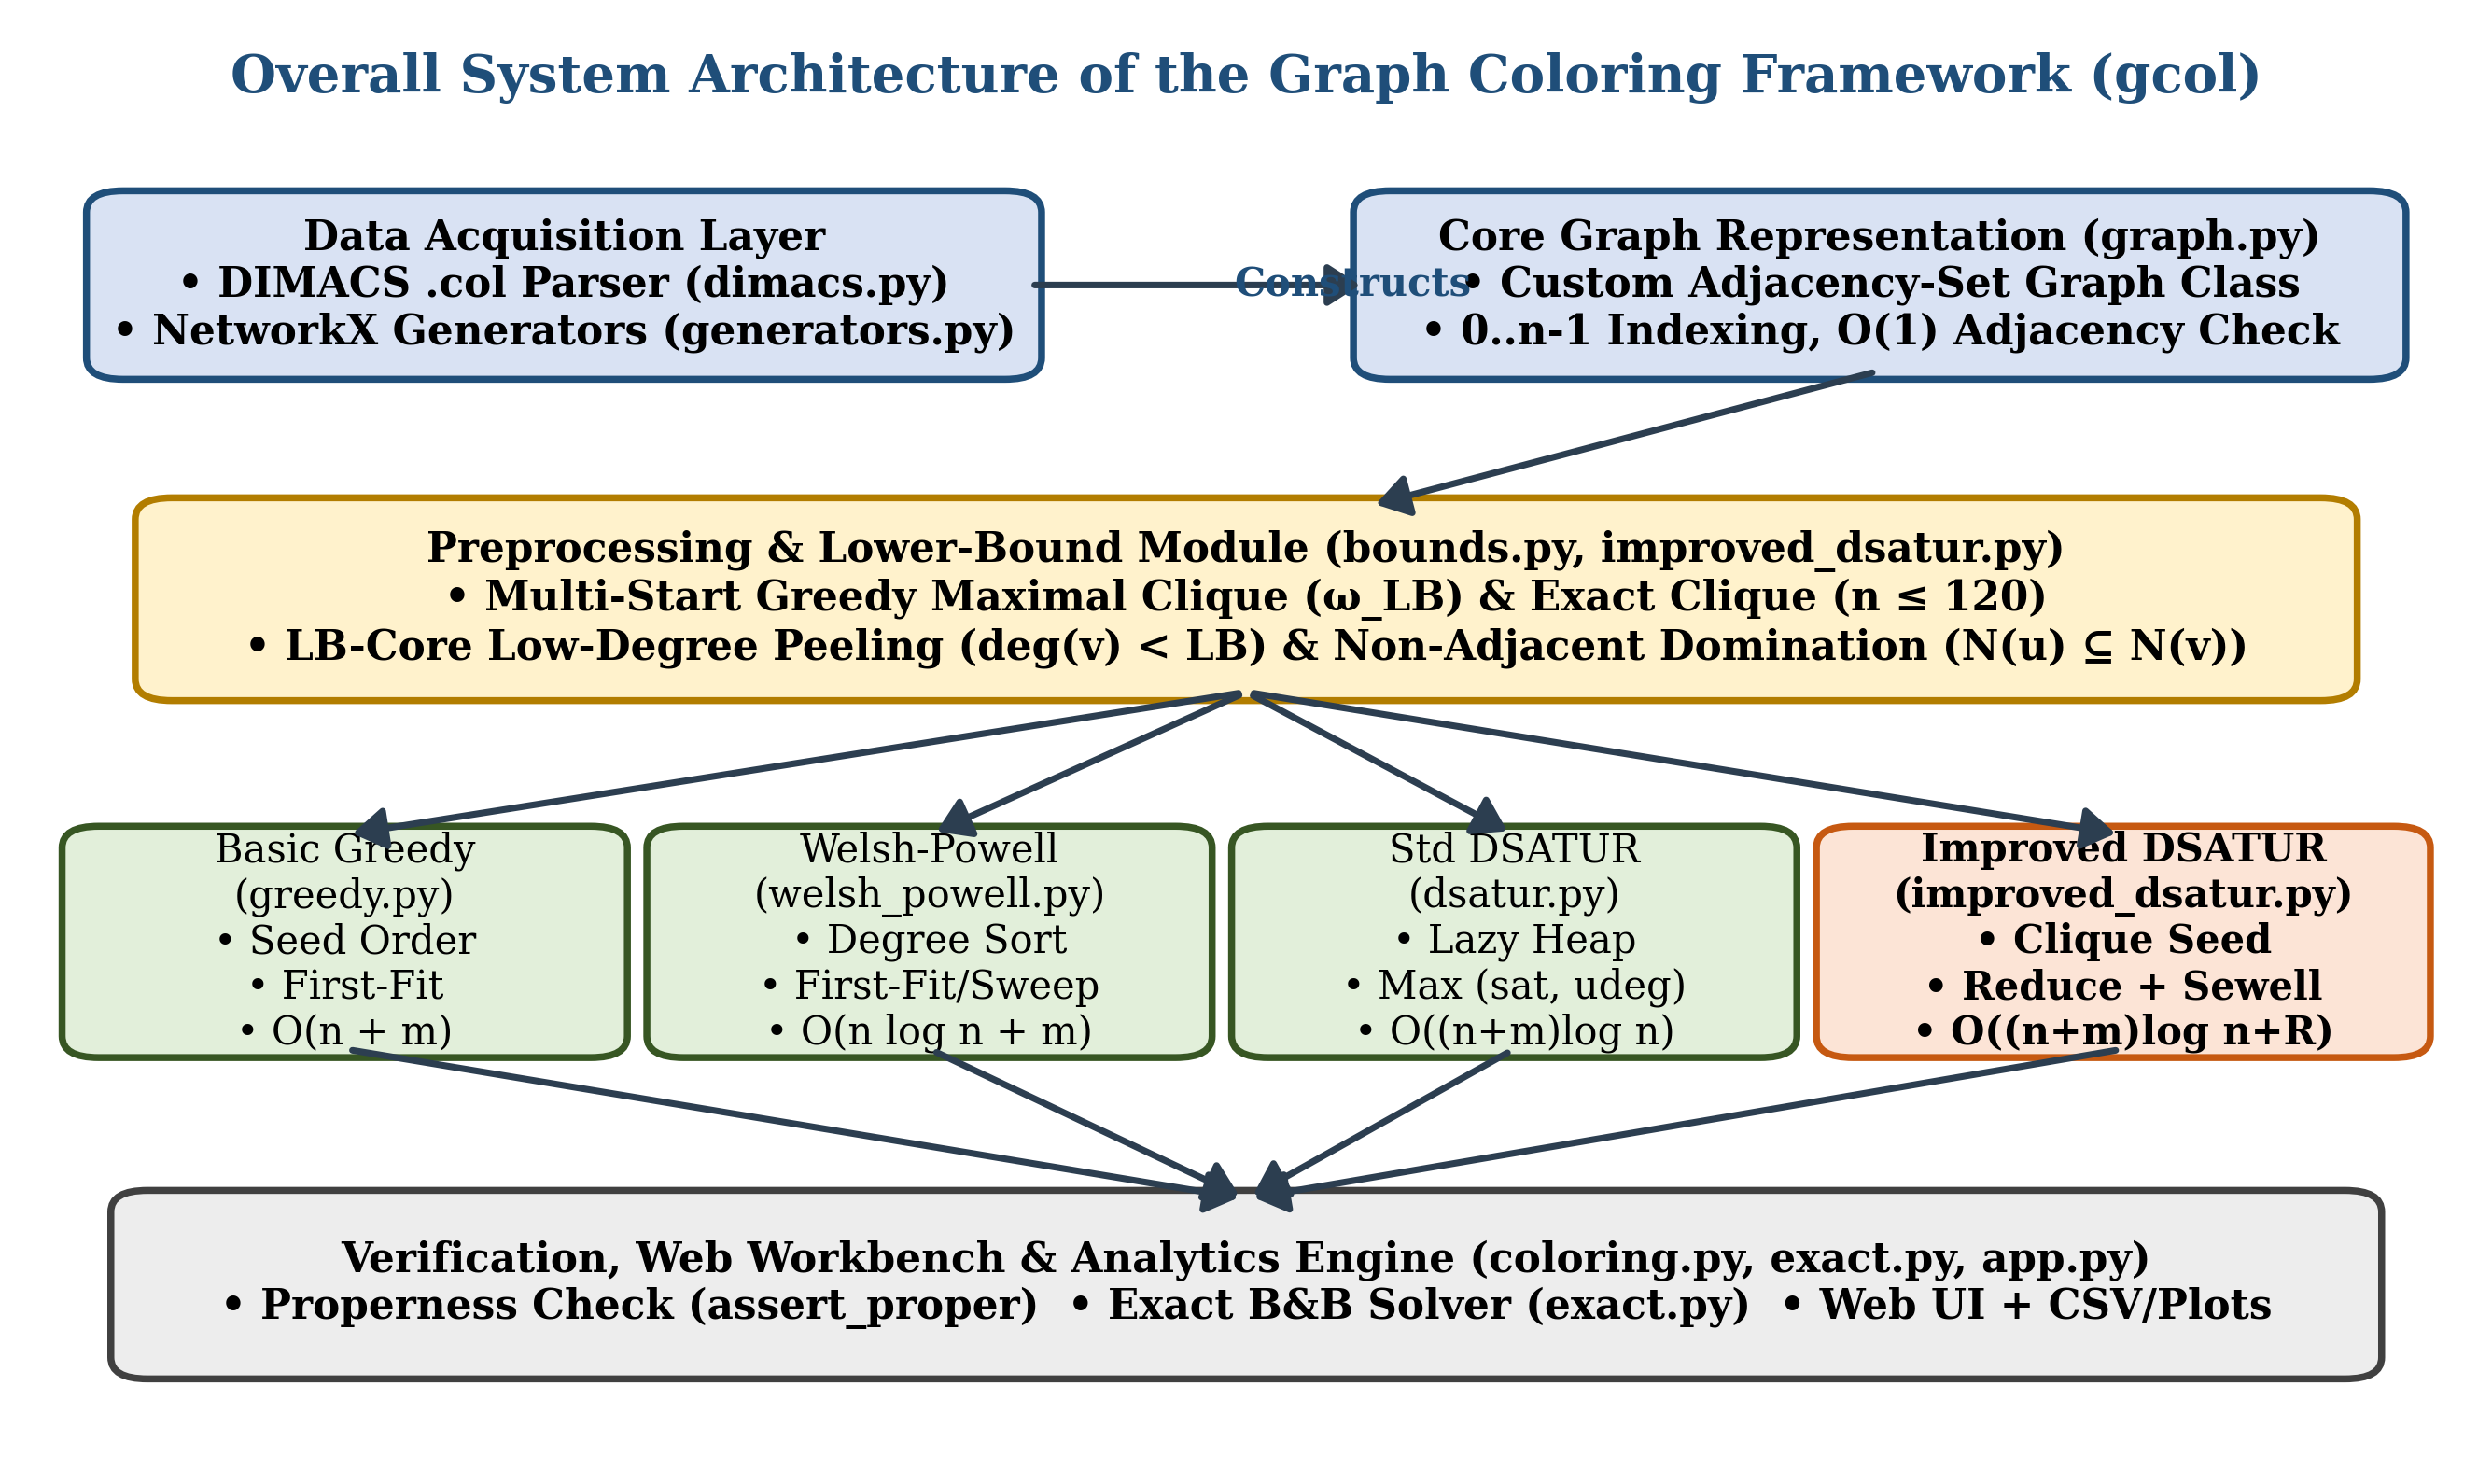 Overall System Architecture of the Graph Coloring Framework (gcol)
Data Acquisition Layer
• DIMACS .col Parser (dimacs.py)
• NetworkX Generators (generators.py)
Constructs
Core Graph Representation (graph.py)
• Custom Adjacency-Set Graph Class
• 0..n-1 Indexing, O(1) Adjacency Check
Preprocessing & Lower-Bound Module (bounds.py, improved_dsatur.py)
• Multi-Start Greedy Maximal Clique (ω_LB) & Exact Clique (n ≤ 120)
• LB-Core Low-Degree Peeling (deg(v) < LB) & Non-Adjacent Domination (N(u) ⊆ N(v))
Basic Greedy
(greedy.py)
• Seed Order
• First-Fit
• O(n + m)
Welsh-Powell
(welsh_powell.py)
• Degree Sort
• First-Fit/Sweep
• O(n log n + m)
Std DSATUR
(dsatur.py)
• Lazy Heap
• Max (sat, udeg)
• O((n+m)log n)
Improved DSATUR
(improved_dsatur.py)
• Clique Seed
• Reduce + Sewell
• O((n+m)log n+R)
Verification, Web Workbench & Analytics Engine (coloring.py, exact.py, app.py)
• Properness Check (assert_proper)  • Exact B&B Solver (exact.py)  • Web UI + CSV/Plots